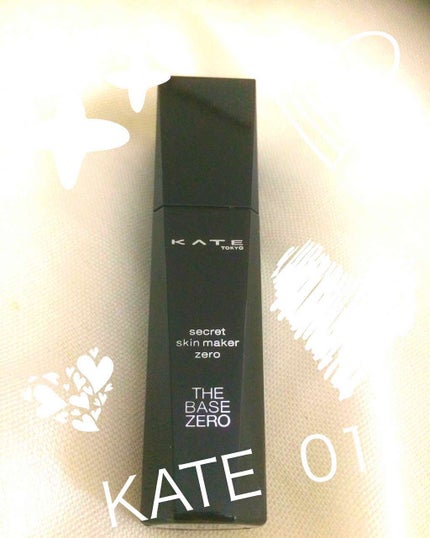 KATE
TOKYO
secret
skin maker
zero
THE
BASE
ZERO
KATE 01